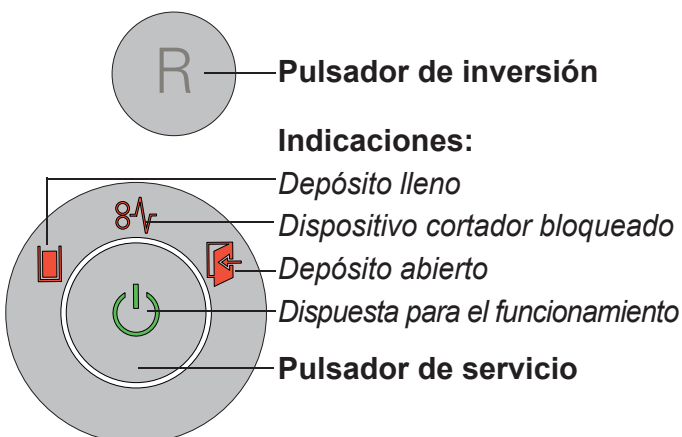 R
Pulsador de inversión
Indicaciones:
Depósito lleno
Dispositivo cortador bloqueado
Depósito abierto
Dispuesta para el funcionamiento
Pulsador de servicio